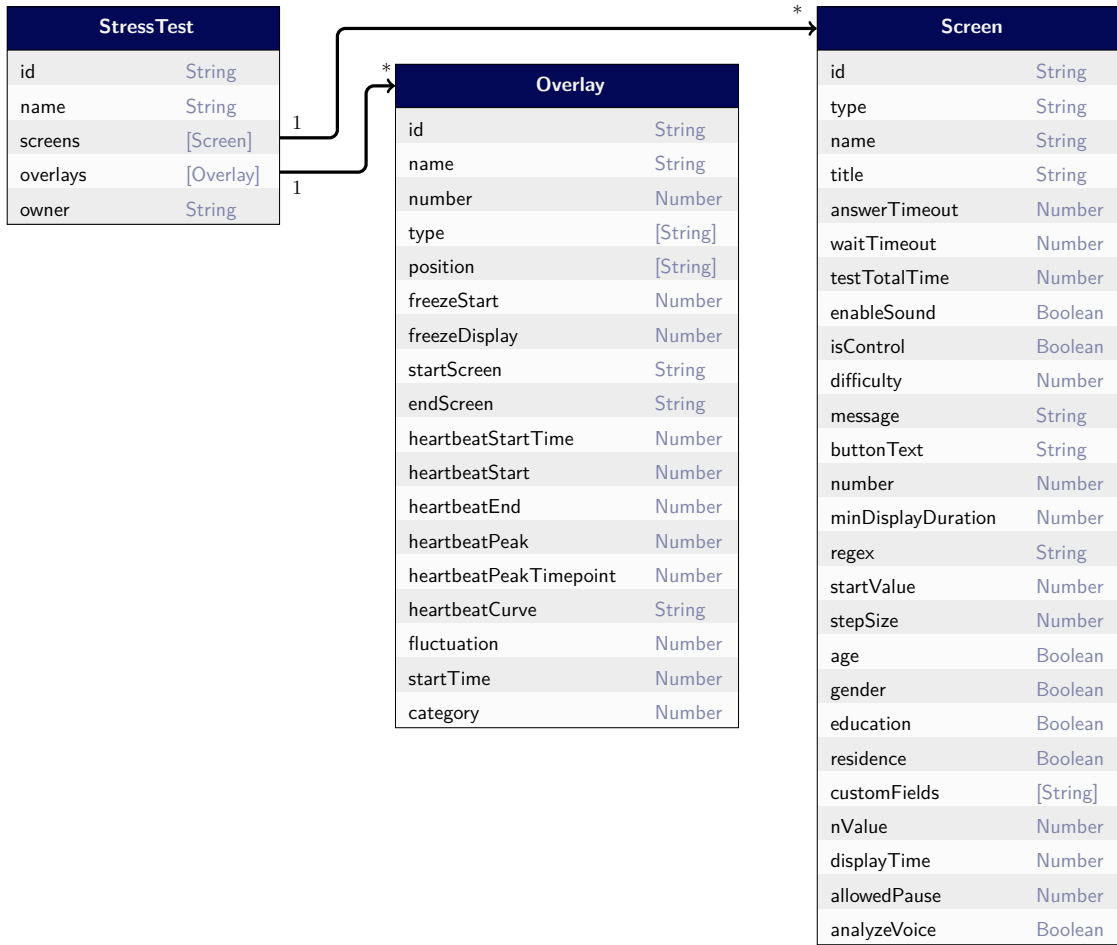 StressTest
id String
name String
screens [Screen]
overlays [Overlay]
owner String
1
1
*
*
Overlay
id String
name String
number Number
type [String]
position [String]
freezeStart Number
freezeDisplay Number
startScreen String
endScreen String
heartbeatStartTime Number
heartbeatStart Number
heartbeatEnd Number
heartbeatPeak Number
heartbeatPeakTimepoint Number
heartbeatCurve String
fluctuation Number
startTime Number
category Number
Screen
id String
type String
name String
title String
answerTimeout Number
waitTimeout Number
testTotalTime Number
enableSound Boolean
isControl Boolean
difficulty Number
message String
buttonText String
number Number
minDisplayDuration Number
regex String
startValue Number
stepSize Number
age Boolean
gender Boolean
education Boolean
residence Boolean
customFields [String]
nValue Number
displayTime Number
allowedPause Number
analyzeVoice Boolean